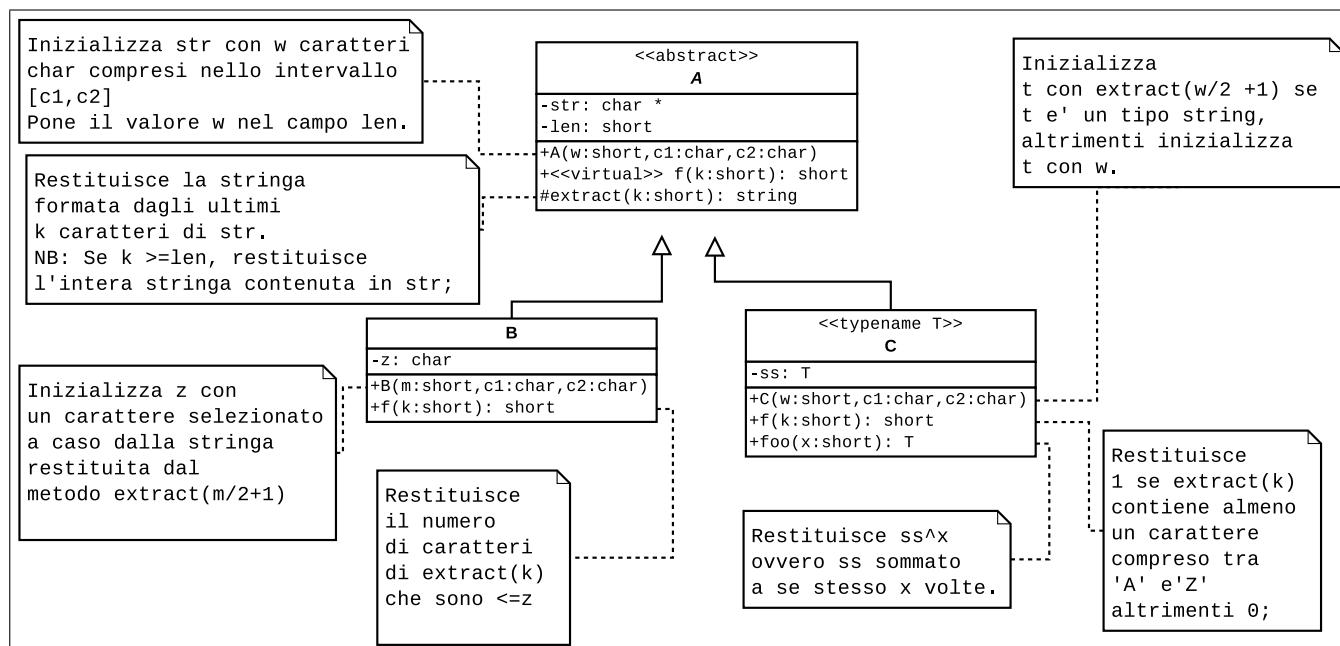 Inizializza str con w caratteri
char compresi nello intervallo
[c1,c2]
Pone il valore w nel campo len.
Restituisce la stringa
formata dagli ultimi
k caratteri di str.
NB: Se k >=len, restituisce
l'intera stringa contenuta in str;
<<abstract>>
A
-str: char *
-len: short
+A(w:short,c1:char,c2:char)
+<<virtual>> f(k:short): short
#extract(k:short): string
Inizializza
t con extract(w/2 +1) se
t e' un tipo string,
altrimenti inizializza
t con w.
B
-z: char
+B(m:short,c1:char,c2:char)
+f(k:short): short
<<typename T>>
C
-ss: T
+C(w:short,c1:char,c2:char)
+f(k:short): short
+foo(x:short): T
Inizializza z con
un carattere selezionato
a caso dalla stringa
restituita dal
metodo extract(m/2+1)
Restituisce
il numero
di caratteri
di extract(k)
che sono <=z
Restituisce ss^x
ovvero ss sommato
a se stesso x volte.
Restituisce
1 se extract(k)
contiene almeno
un carattere
compreso tra
'A' e'Z'
altrimenti 0;